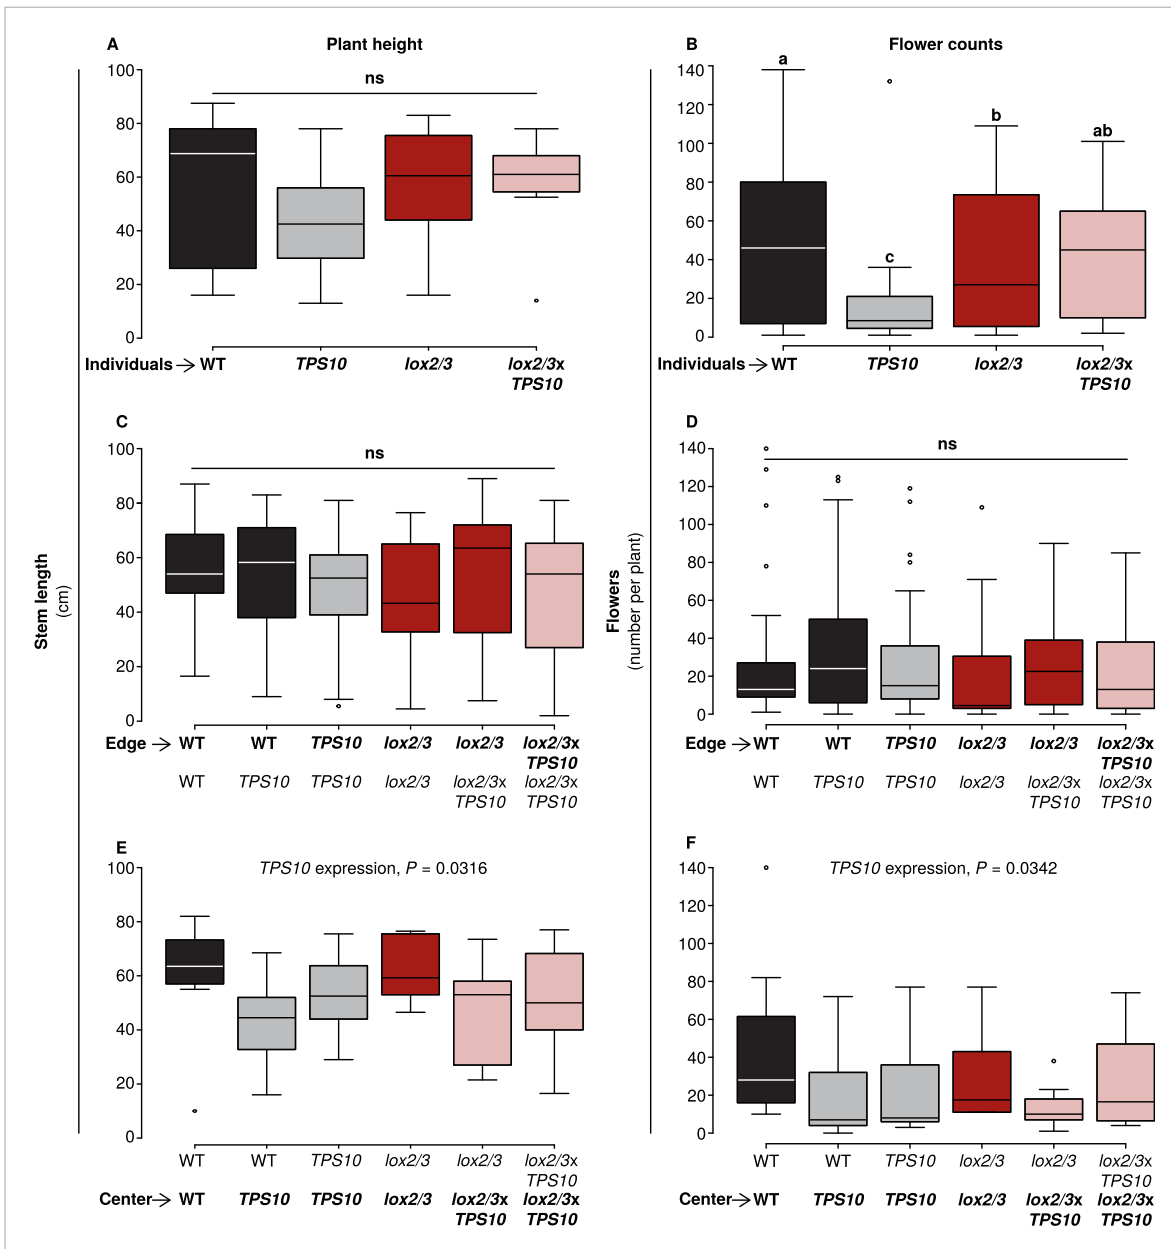 A Plant height
ns
100
80
60
40
20
0
Individuals → WT TPS10 lox2/3 lox2/3x
TPS10
B Flower counts
a
c
b
ab
140
120
100
80
60
40
20
0
Individuals → WT TPS10 lox2/3 lox2/3x
TPS10
Stem length
(cm)
C
ns
100
80
60
40
20
0
Edge → WT WT TPS10 lox2/3 lox2/3 lox2/3x
TPS10
WT TPS10 TPS10 lox2/3 lox2/3x lox2/3x
TPS10 TPS10
Flowers
(number per plant)
D
ns
140
120
100
80
60
40
20
0
Edge → WT WT TPS10 lox2/3 lox2/3 lox2/3x
TPS10
WT TPS10 TPS10 lox2/3 lox2/3x lox2/3x
TPS10 TPS10
E
TPS10 expression, P = 0.0316
100
80
60
40
20
0
WT WT TPS10 lox2/3 lox2/3 lox2/3x
TPS10
Center → WT TPS10 TPS10 lox2/3 lox2/3x lox2/3x
TPS10 TPS10
F
TPS10 expression, P = 0.0342
140
120
100
80
60
40
20
0
WT WT TPS10 lox2/3 lox2/3 lox2/3x
TPS10
Center → WT TPS10 TPS10 lox2/3 lox2/3x lox2/3x
TPS10 TPS10